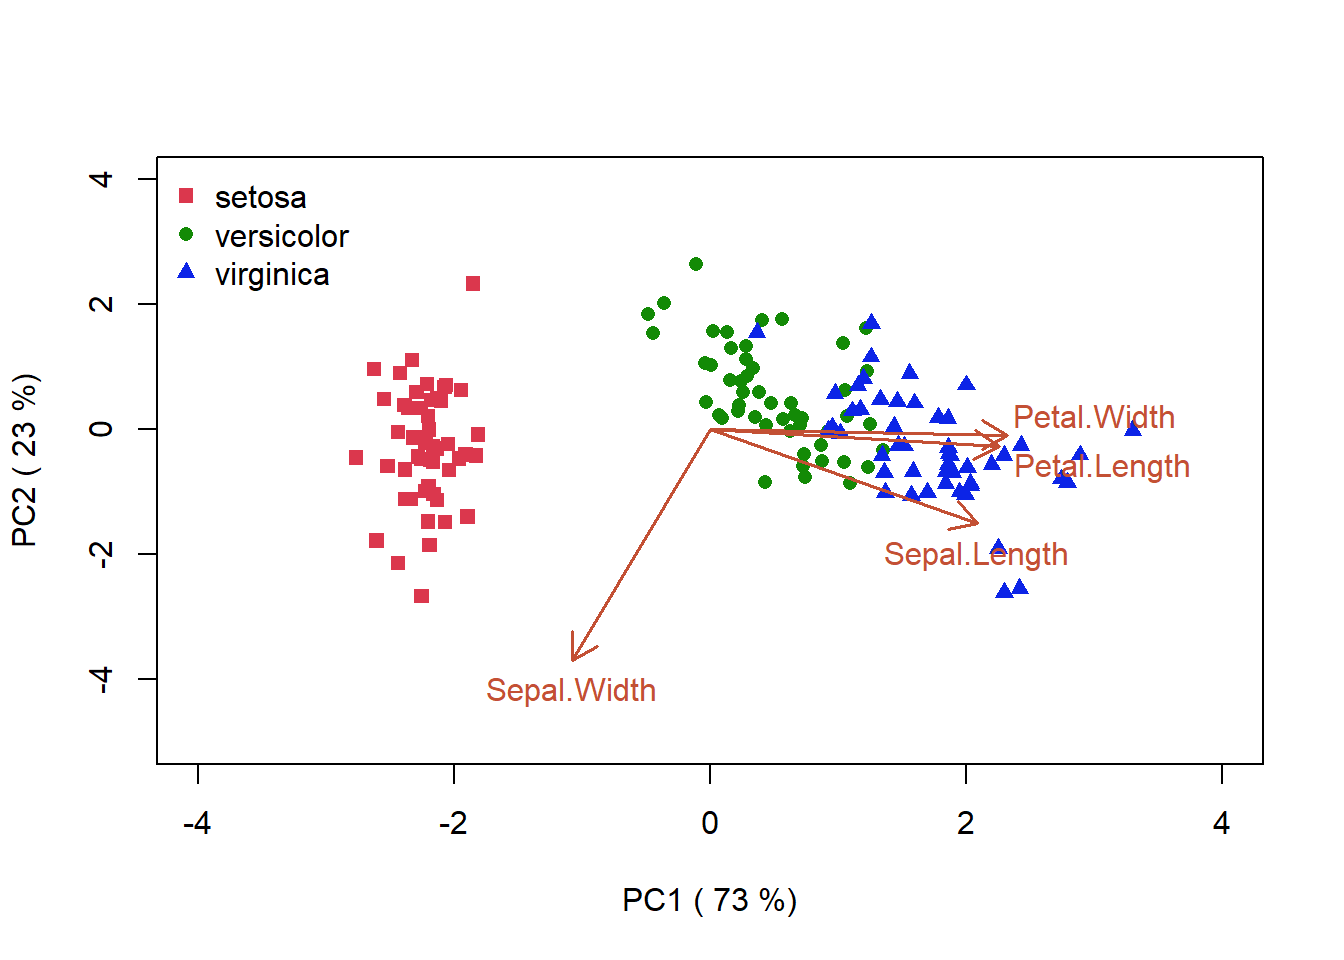 setosa
versicolor
virginica
4
2
0
-2
-4
PC2 ( 23 %)
Petal.Width
Petal.Length
Sepal.Length
Sepal.Width
-4
-2
0
2
4
PC1 ( 73 %)